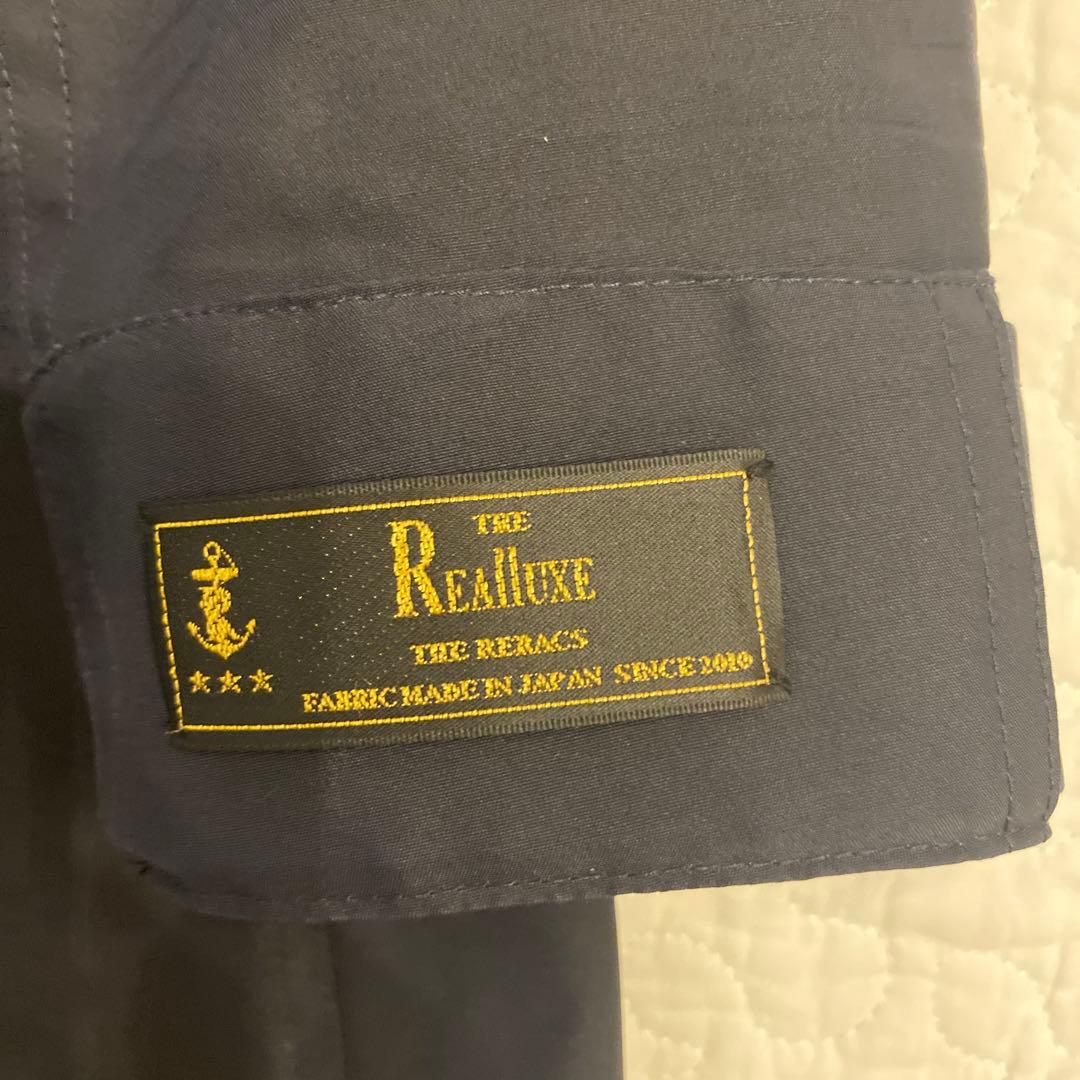 THE
REAlluxE
THE RERACS
FABRIC MADE IN JAPAN SINCE 2010